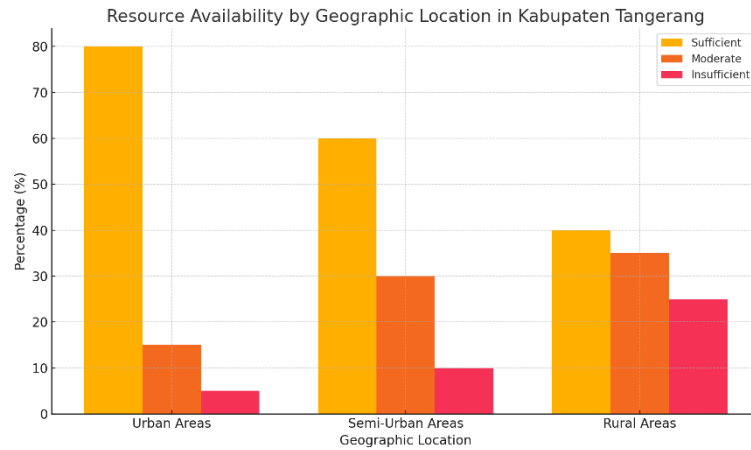 Resource Availability by Geographic Location in Kabupaten Tangerang
Sufficient
Moderate
Insufficient
Percentage (%)
80
70
60
50
40
30
20
10
0
Urban Areas
Semi-Urban Areas
Rural Areas
Geographic Location